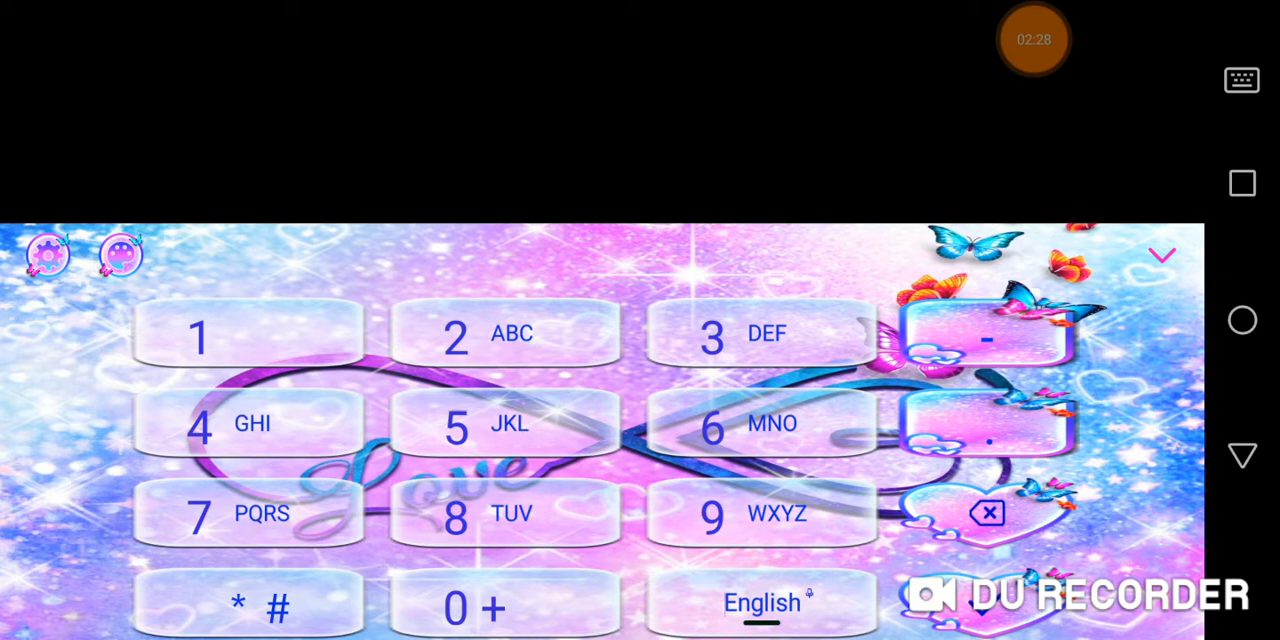 02:28
1
2 ABC
3 DEF
-
4 GHI
5 JKL
6 MNO
.
Love
7 PQRS
8 TUV
9 WXYZ
* #
0 +
English
DU RECORDER